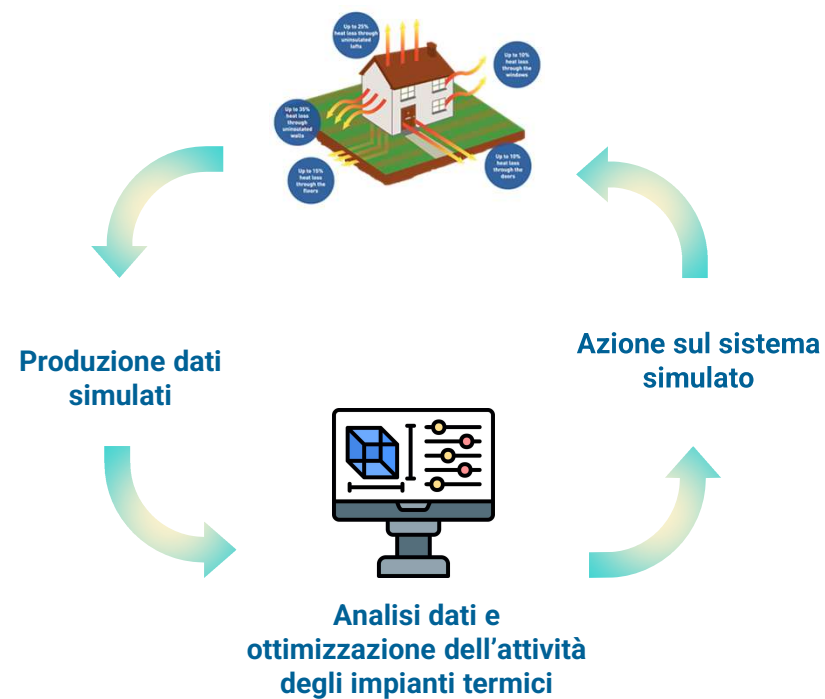 Up to 25%
heat loss through
uninsulated
lofts
Up to 10%
heat loss
through the
windows
Up to 35%
heat loss
through
uninsulated
walls
Up to 15%
heat loss
through the
floors
Up to 10%
heat loss
through the
doors
Produzione dati
simulati
Azione sul sistema
simulato
Analisi dati e
ottimizzazione dell'attività
degli impianti termici